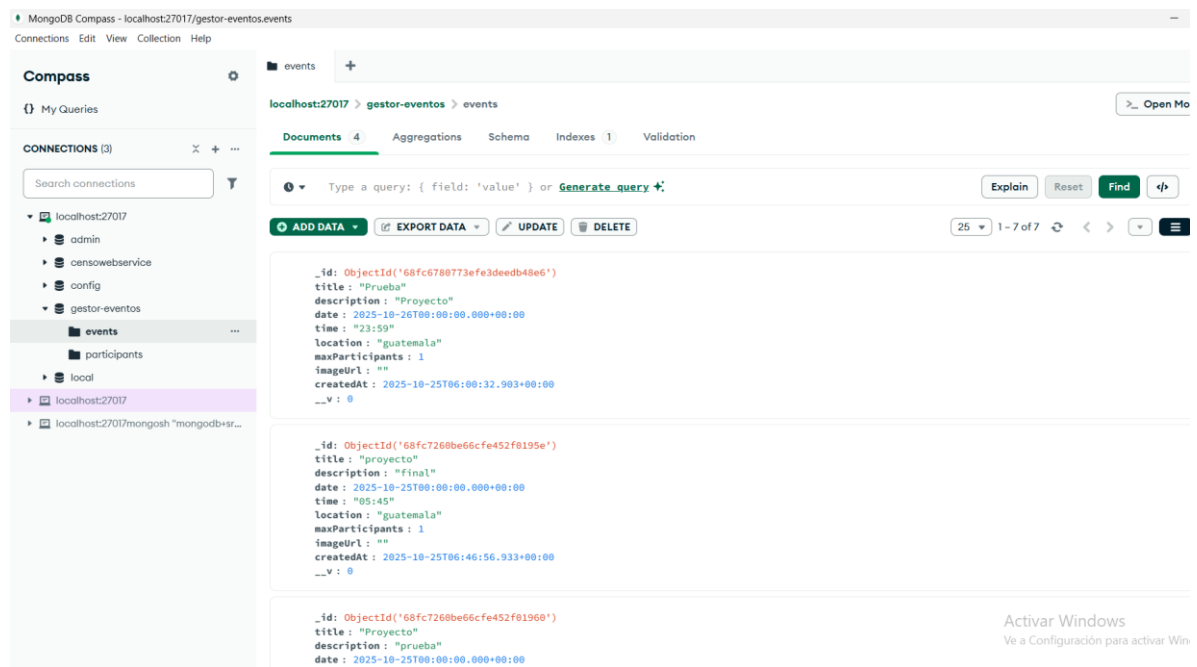 MongoDB Compass - localhost:27017/gestor-eventos.events
Connections Edit View Collection Help
Compass
{} My Queries
CONNECTIONS (3)
Search connections
localhost:27017
admin
censowebservice
config
gestor-eventos
events
participants
local
localhost:27017
localhost:27017mongosh "mongodb+sr...
events
localhost:27017 > gestor-eventos > events
>_ Open Mo
Documents 4 Aggregations Schema Indexes 1 Validation
Type a query: { field: 'value' } or Generate query
Explain Reset Find </>
ADD DATA EXPORT DATA UPDATE DELETE
25 1 – 7 of 7
_id: ObjectId('68fc6780773efe3deedb48e6')
title : "Prueba"
description : "Proyecto"
date : 2025-10-26T00:00:00.000+00:00
time : "23:59"
location : "guatemala"
maxParticipants : 1
imageUrl : ""
createdAt : 2025-10-25T06:00:32.903+00:00
__v : 0
_id: ObjectId('68fc7260be66cfe452f0195e')
title : "proyecto"
description : "final"
date : 2025-10-25T00:00:00.000+00:00
time : "05:45"
location : "guatemala"
maxParticipants : 1
imageUrl : ""
createdAt : 2025-10-25T06:46:56.933+00:00
__v : 0
_id: ObjectId('68fc7260be66cfe452f01960')
title : "Proyecto"
description : "prueba"
date : 2025-10-25T00:00:00.000+00:00
Activar Windows
Ve a Configuración para activar Win